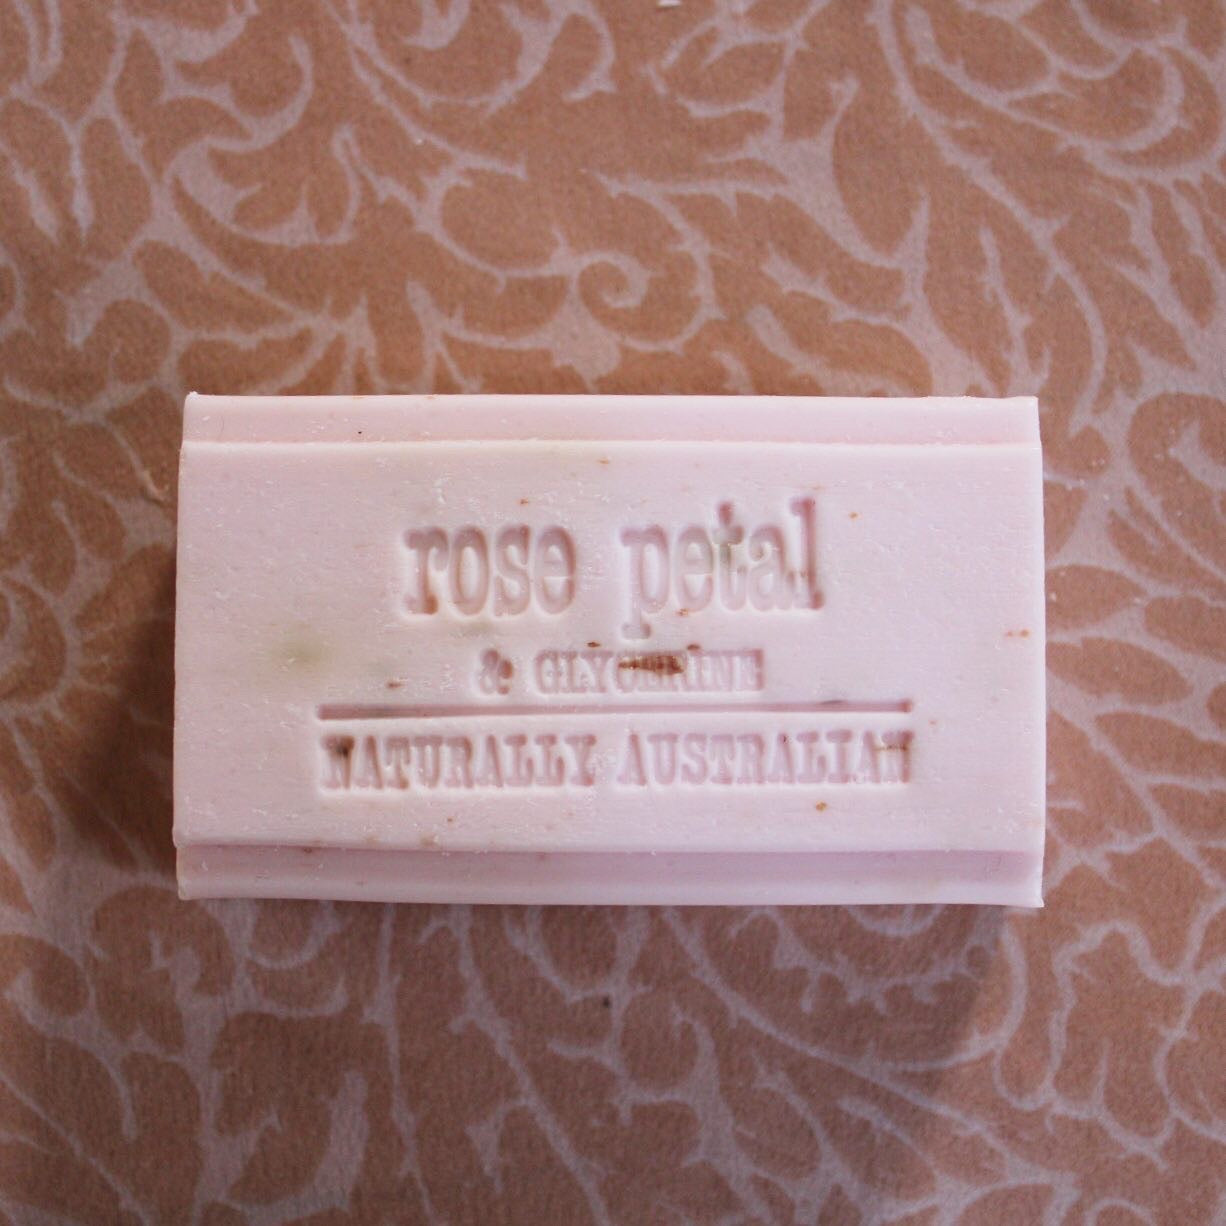 rose petal
& GLYCERINE
NATURALLY AUSTRALIAN